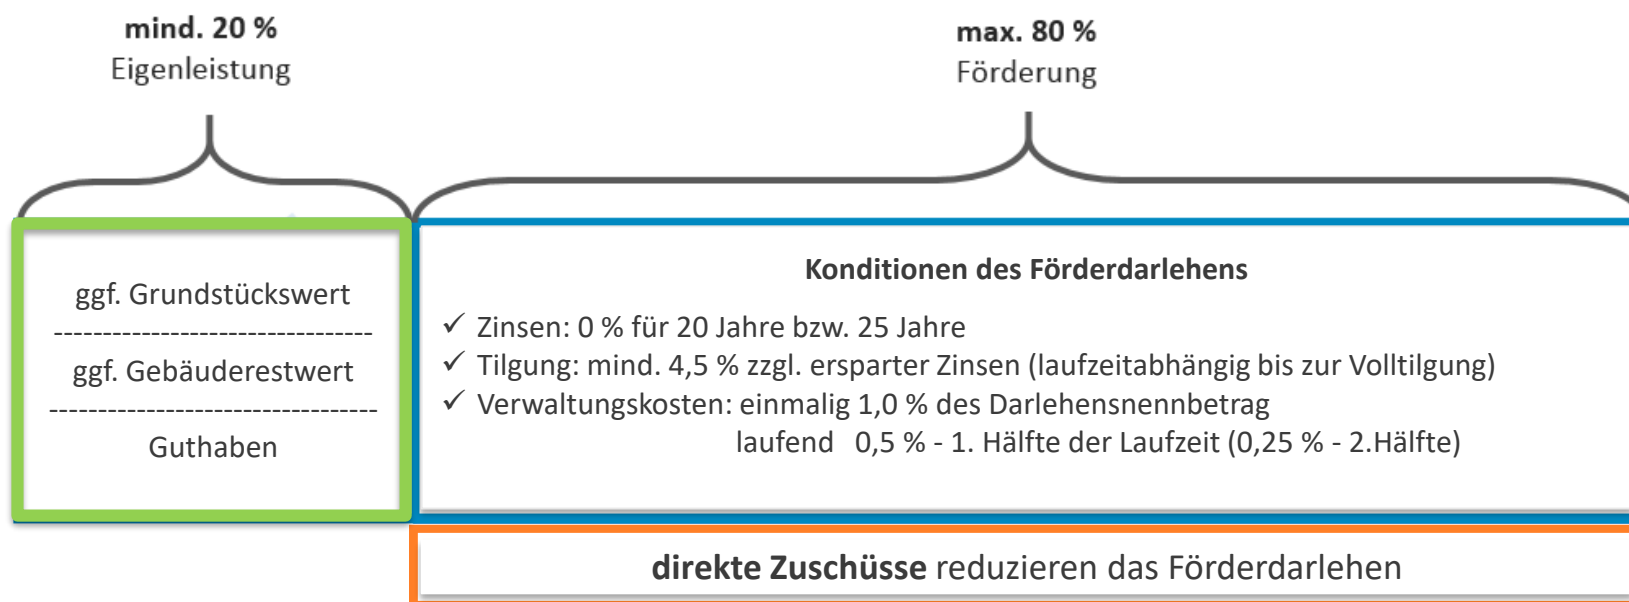 mind. 20 %
Eigenleistung
max. 80 %
Förderung
ggf. Grundstückswert
---------------------------------
ggf. Gebäuderestwert
----------------------------------
Guthaben
Konditionen des Förderdarlehens
✓ Zinsen: 0 % für 20 Jahre bzw. 25 Jahre
✓ Tilgung: mind. 4,5 % zzgl. ersparter Zinsen (laufzeitabhängig bis zur Volltilgung)
✓ Verwaltungskosten: einmalig 1,0 % des Darlehensnennbetrag
laufend 0,5 % - 1. Hälfte der Laufzeit (0,25 % - 2.Hälfte)
direkte Zuschüsse reduzieren das Förderdarlehen